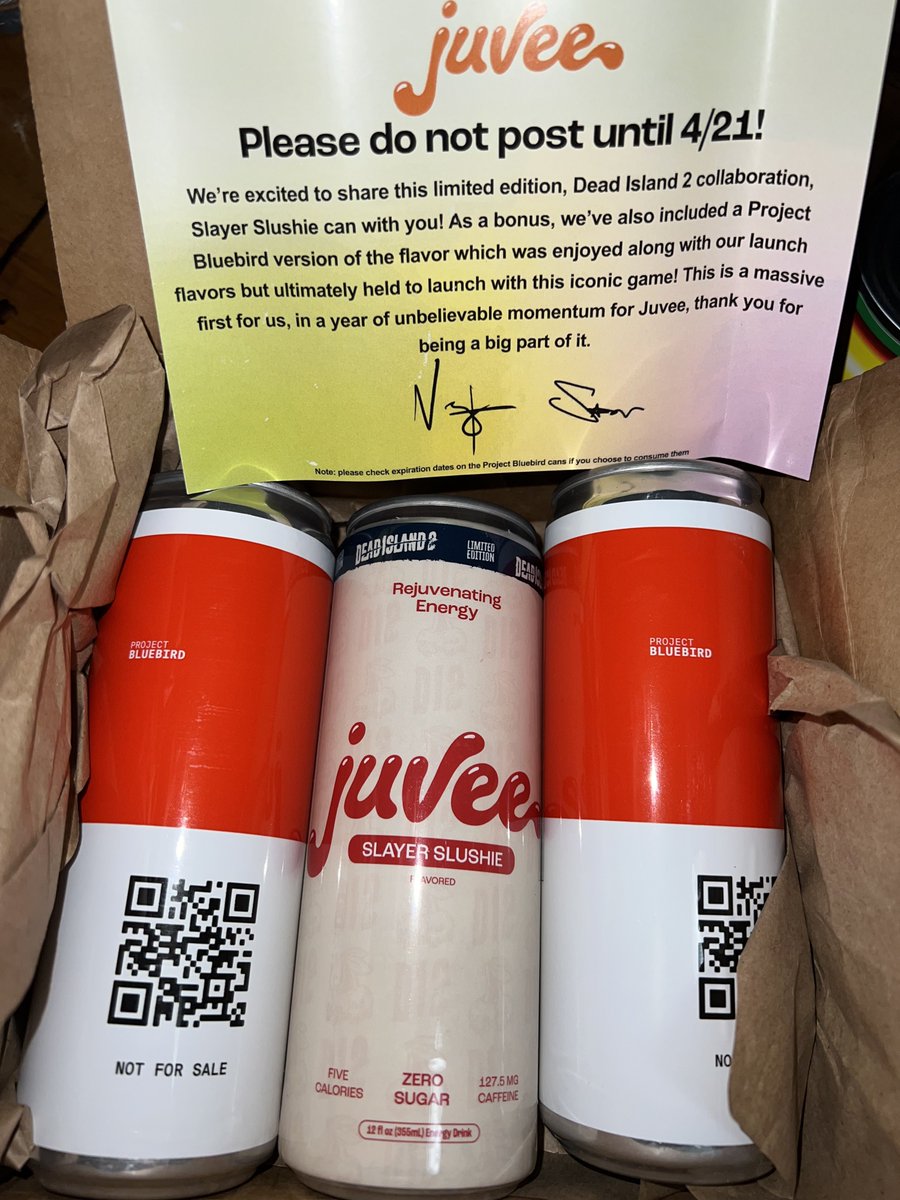 juvee
Please do not post until 4/21!
We're excited to share this limited edition, Dead Island 2 collaboration,
Slayer Slushie can with you! As a bonus, we've also included a Project
Bluebird version of the flavor which was enjoyed along with our launch
flavors but ultimately held to launch with this iconic game! This is a massive
first for us, in a year of unbelievable momentum for Juvee, thank you for
being a big part of it.
Note: please check expiration dates on the Project Bluebird cans if you choose to consume them
PROJECT
BLUEBIRD
NOT FOR SALE
DEAD ISLAND 2
LIMITED
EDITION
DEAD
Rejuvenating
Energy
juvee
SLAYER SLUSHIE
FLAVORED
FIVE
CALORIES
ZERO
SUGAR
127.5 MG
CAFFEINE
12 fl oz (355mL) Energy Drink
PROJECT
BLUEBIRD
NO